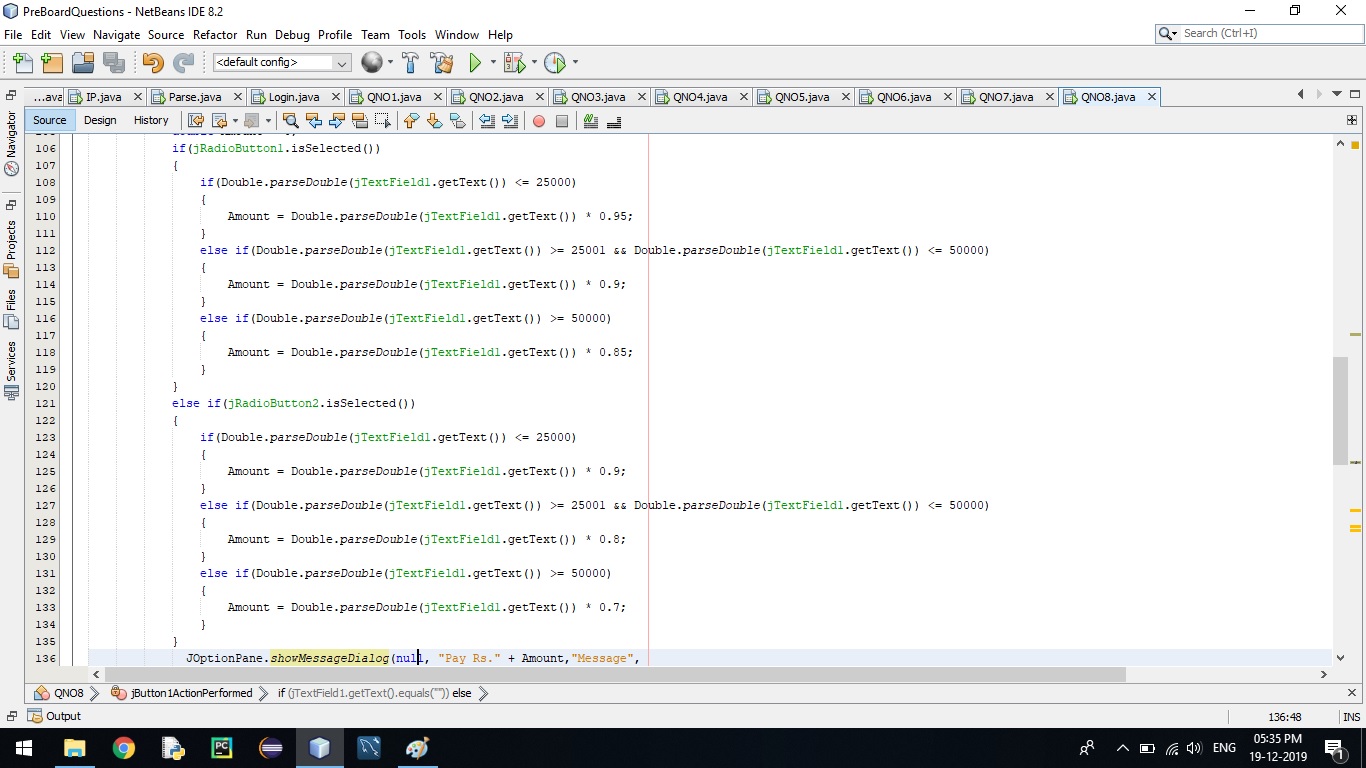 PreBoardQuestions - NetBeans IDE 8.2
File Edit View Navigate Source Refactor Run Debug Profile Team Tools Window Help
Search (Ctrl+I)
<default config>
...ava IP.java Parse.java Login.java QNO1.java QNO2.java QNO3.java QNO4.java QNO5.java QNO6.java QNO7.java QNO8.java
Source Design History
Navigator
Projects
Files
Services
106 if(jRadioButton1.isSelected())
107 {
108 if(Double.parseDouble(jTextField1.getText()) <= 25000)
109 {
110 Amount = Double.parseDouble(jTextField1.getText()) * 0.95;
111 }
112 else if(Double.parseDouble(jTextField1.getText()) >= 25001 && Double.parseDouble(jTextField1.getText()) <= 50000)
113 {
114 Amount = Double.parseDouble(jTextField1.getText()) * 0.9;
115 }
116 else if(Double.parseDouble(jTextField1.getText()) >= 50000)
117 {
118 Amount = Double.parseDouble(jTextField1.getText()) * 0.85;
119 }
120 }
121 else if(jRadioButton2.isSelected())
122 {
123 if(Double.parseDouble(jTextField1.getText()) <= 25000)
124 {
125 Amount = Double.parseDouble(jTextField1.getText()) * 0.9;
126 }
127 else if(Double.parseDouble(jTextField1.getText()) >= 25001 && Double.parseDouble(jTextField1.getText()) <= 50000)
128 {
129 Amount = Double.parseDouble(jTextField1.getText()) * 0.8;
130 }
131 else if(Double.parseDouble(jTextField1.getText()) >= 50000)
132 {
133 Amount = Double.parseDouble(jTextField1.getText()) * 0.7;
134 }
135 }
136 JOptionPane.showMessageDialog(null, "Pay Rs." + Amount,"Message",
QNO8 jButton1ActionPerformed if (jTextField1.getText().equals("")) else
Output
136:48 INS
PC
ENG
05:35 PM
19-12-2019
1